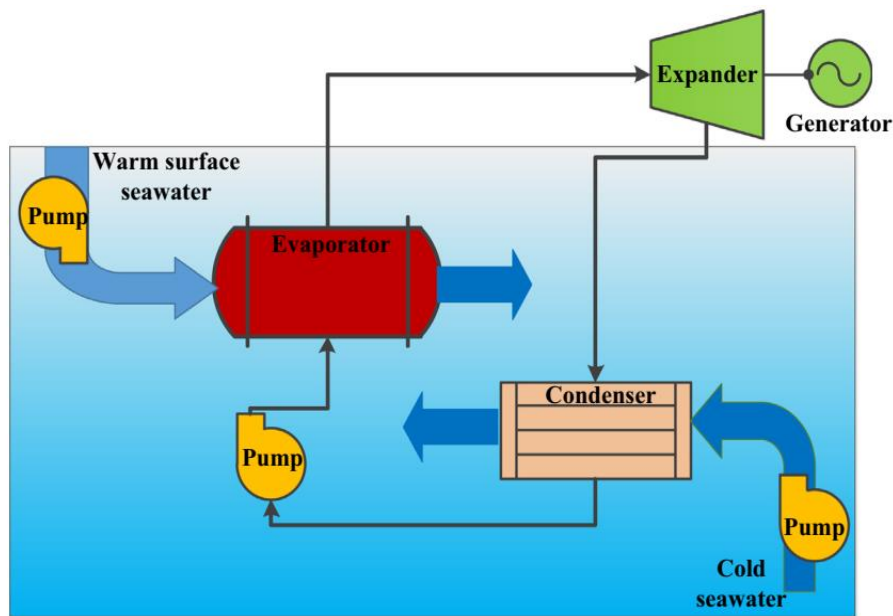 Expander
Generator
Warm surface
seawater
Pump
Evaporator
Condenser
Pump
Pump
Cold
seawater